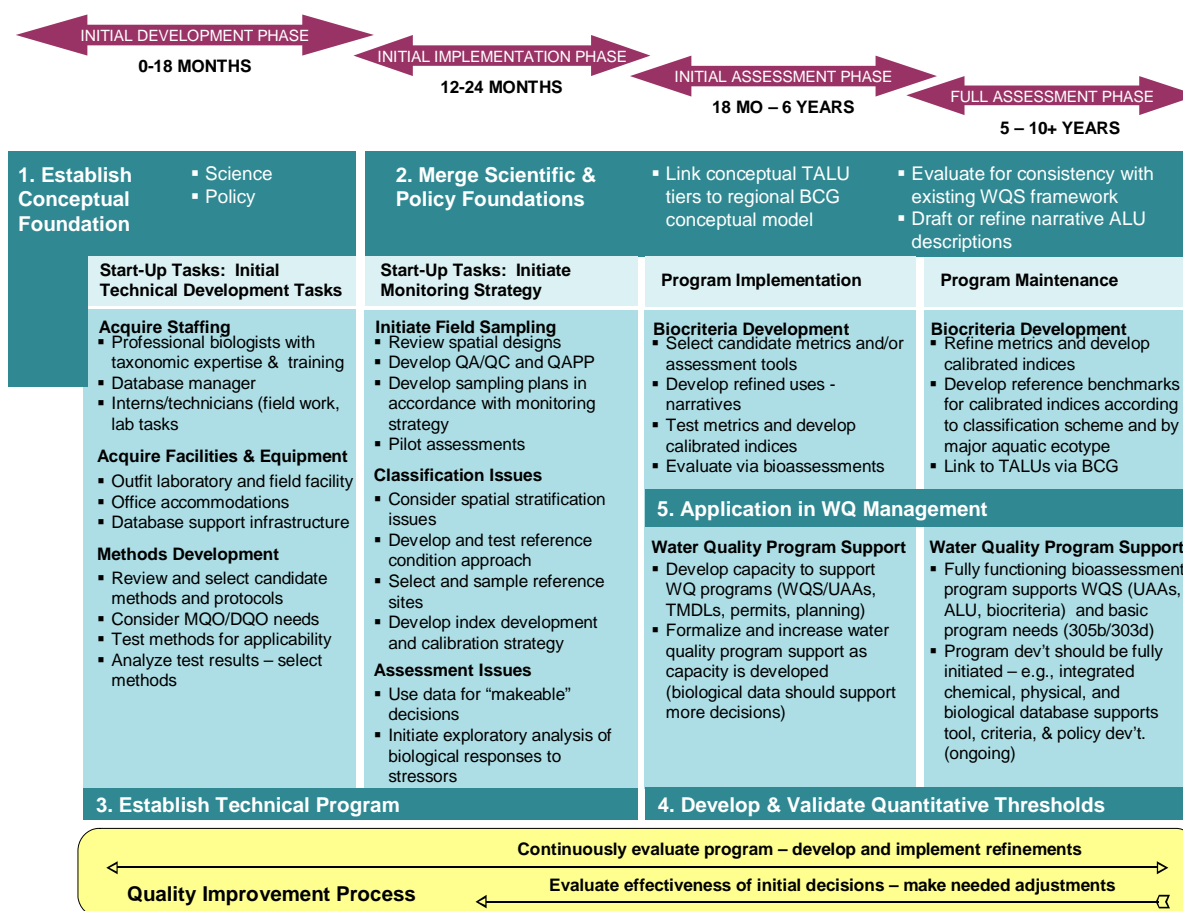 INITIAL DEVELOPMENT PHASE
0-18 MONTHS
INITIAL IMPLEMENTATION PHASE
12-24 MONTHS
INITIAL ASSESSMENT PHASE
18 MO – 6 YEARS
FULL ASSESSMENT PHASE
5 – 10+ YEARS
1. Establish
Conceptual
Foundation
▪ Science
▪ Policy
2. Merge Scientific &
Policy Foundations
▪ Link conceptual TALU
tiers to regional BCG
conceptual model
▪ Evaluate for consistency with
existing WQS framework
▪ Draft or refine narrative ALU
descriptions
Start-Up Tasks:  Initial
Technical Development Tasks
Acquire Staffing
▪ Professional biologists with
taxonomic expertise &  training
▪ Database manager
▪ Interns/technicians (field work,
lab tasks
Acquire Facilities & Equipment
▪ Outfit laboratory and field facility
▪ Office accommodations
▪ Database support infrastructure
Methods Development
▪ Review and select candidate
methods and protocols
▪ Consider MQO/DQO needs
▪ Test methods for applicability
▪ Analyze test results – select
methods
Start-Up Tasks:  Initiate
Monitoring Strategy
Initiate Field Sampling
▪ Review spatial designs
▪ Develop QA/QC and QAPP
▪ Develop sampling plans in
accordance with monitoring
strategy
▪ Pilot assessments
Classification Issues
▪ Consider spatial stratification
issues
▪ Develop and test reference
condition approach
▪ Select and sample reference
sites
▪ Develop index development
and calibration strategy
Assessment Issues
▪ Use data for “makeable”
decisions
▪ Initiate exploratory analysis of
biological responses to
stressors
3. Establish Technical Program
Program Implementation
Biocriteria Development
▪ Select candidate metrics and/or
assessment tools
▪ Develop refined uses -
narratives
▪ Test metrics and develop
calibrated indices
▪ Evaluate via bioassessments
Program Maintenance
Biocriteria Development
▪ Refine metrics and develop
calibrated indices
▪ Develop reference benchmarks
for calibrated indices according
to classification scheme and by
major aquatic ecotype
▪ Link to TALUs via BCG
5. Application in WQ Management
Water Quality Program Support
▪ Develop capacity to support
WQ programs (WQS/UAAs,
TMDLs, permits, planning)
▪ Formalize and increase water
quality program support as
capacity is developed
(biological data should support
more decisions)
Water Quality Program Support
▪ Fully functioning bioassessment
program supports WQS (UAAs,
ALU, biocriteria)  and basic
program needs (305b/303d)
▪ Program dev't should be fully
initiated – e.g., integrated
chemical, physical, and
biological database supports
tool, criteria, & policy dev't.
(ongoing)
4. Develop & Validate Quantitative Thresholds
Continuously evaluate program – develop and implement refinements
Quality Improvement Process
Evaluate effectiveness of initial decisions – make needed adjustments